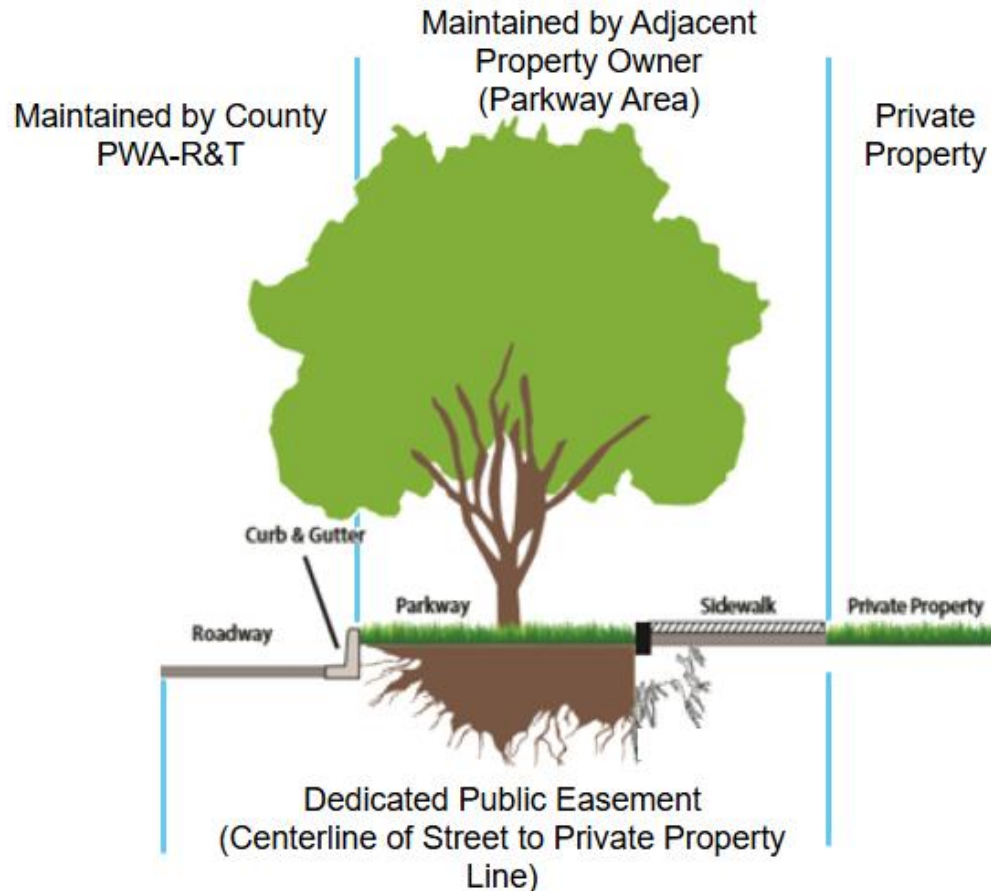 Maintained by Adjacent
Property Owner
(Parkway Area)
Maintained by County
PWA-R&T
Private
Property
Curb & Gutter
Roadway
Parkway
Sidewalk
Private Property
Dedicated Public Easement
(Centerline of Street to Private Property
Line)